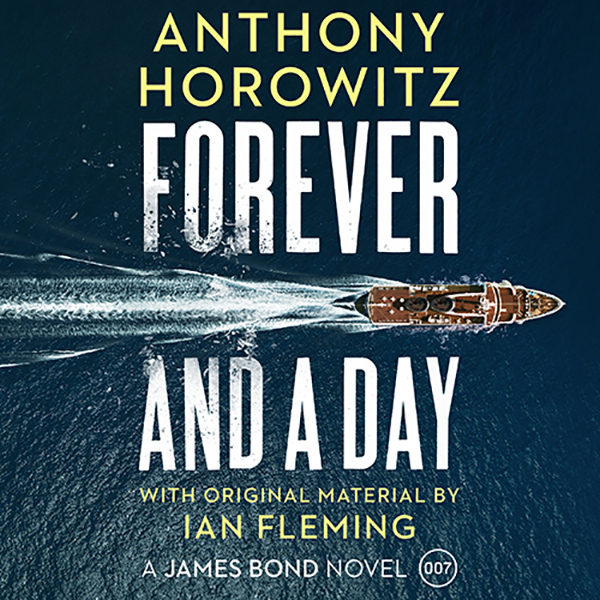 ANTHONY
HOROWITZ
FOREVER
AND A DAY
WITH ORIGINAL MATERIAL BY
IAN FLEMING
A JAMES BOND NOVEL 007